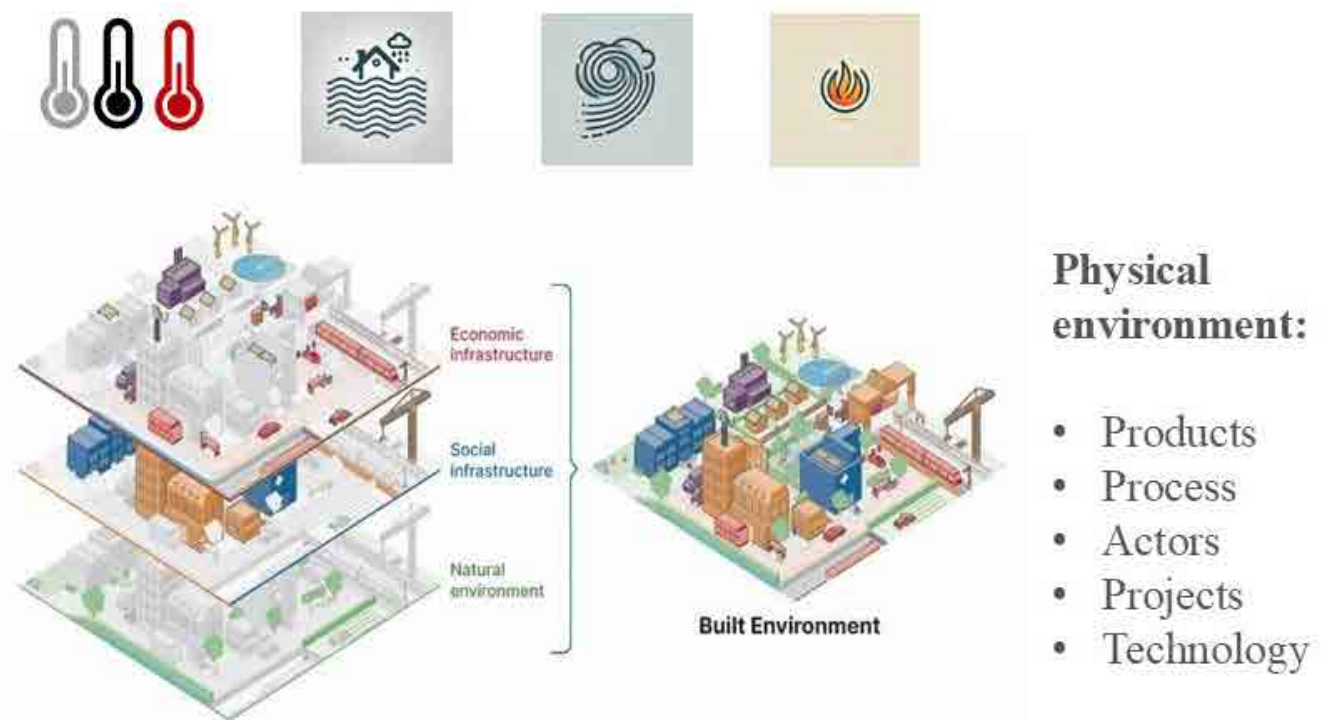 Economic
infrastructure
Social
infrastructure
Natural
environment
Built Environment
Physical
environment:
• Products
• Process
• Actors
• Projects
• Technology